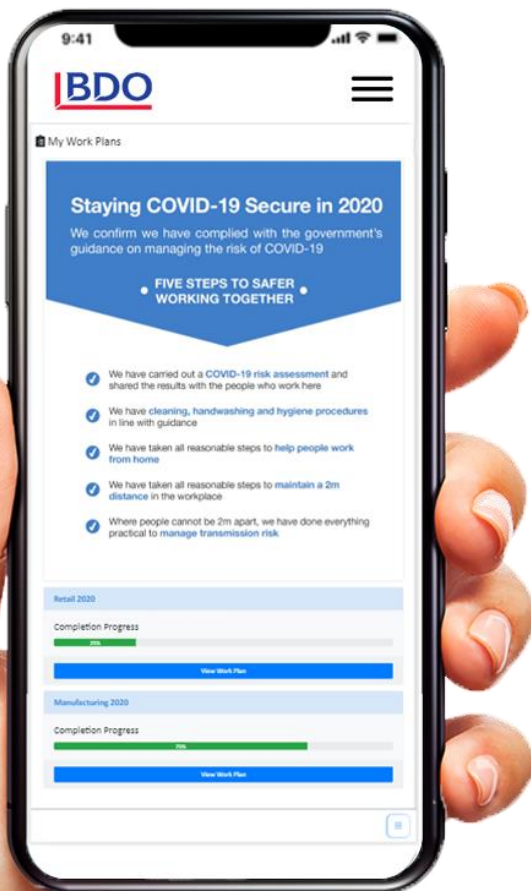 9:41
BDO
My Work Plans
Staying COVID-19 Secure in 2020
We confirm we have complied with the government's
guidance on managing the risk of COVID-19
FIVE STEPS TO SAFER
WORKING TOGETHER
We have carried out a COVID-19 risk assessment and
shared the results with the people who work here
We have cleaning, handwashing and hygiene procedures
in line with guidance
We have taken all reasonable steps to help people work
from home
We have taken all reasonable steps to maintain a 2m
distance in the workplace
Where people cannot be 2m apart, we have done everything
practical to manage transmission risk
Retail 2020
Completion Progress
25%
View Work Plan
Manufacturing 2020
Completion Progress
75%
View Work Plan